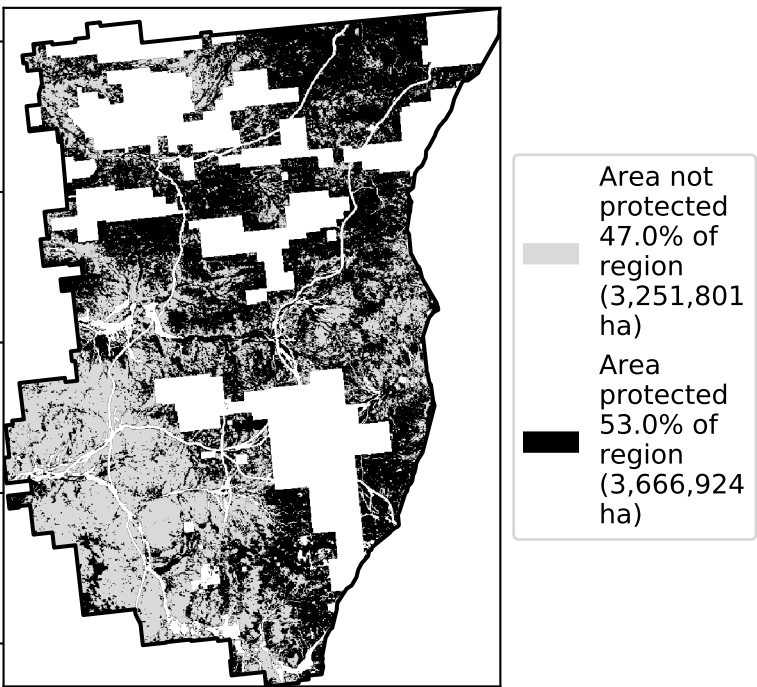 Area not
protected
47.0% of
region
(3,251,801
ha)
Area
protected
53.0% of
region
(3,666,924
ha)